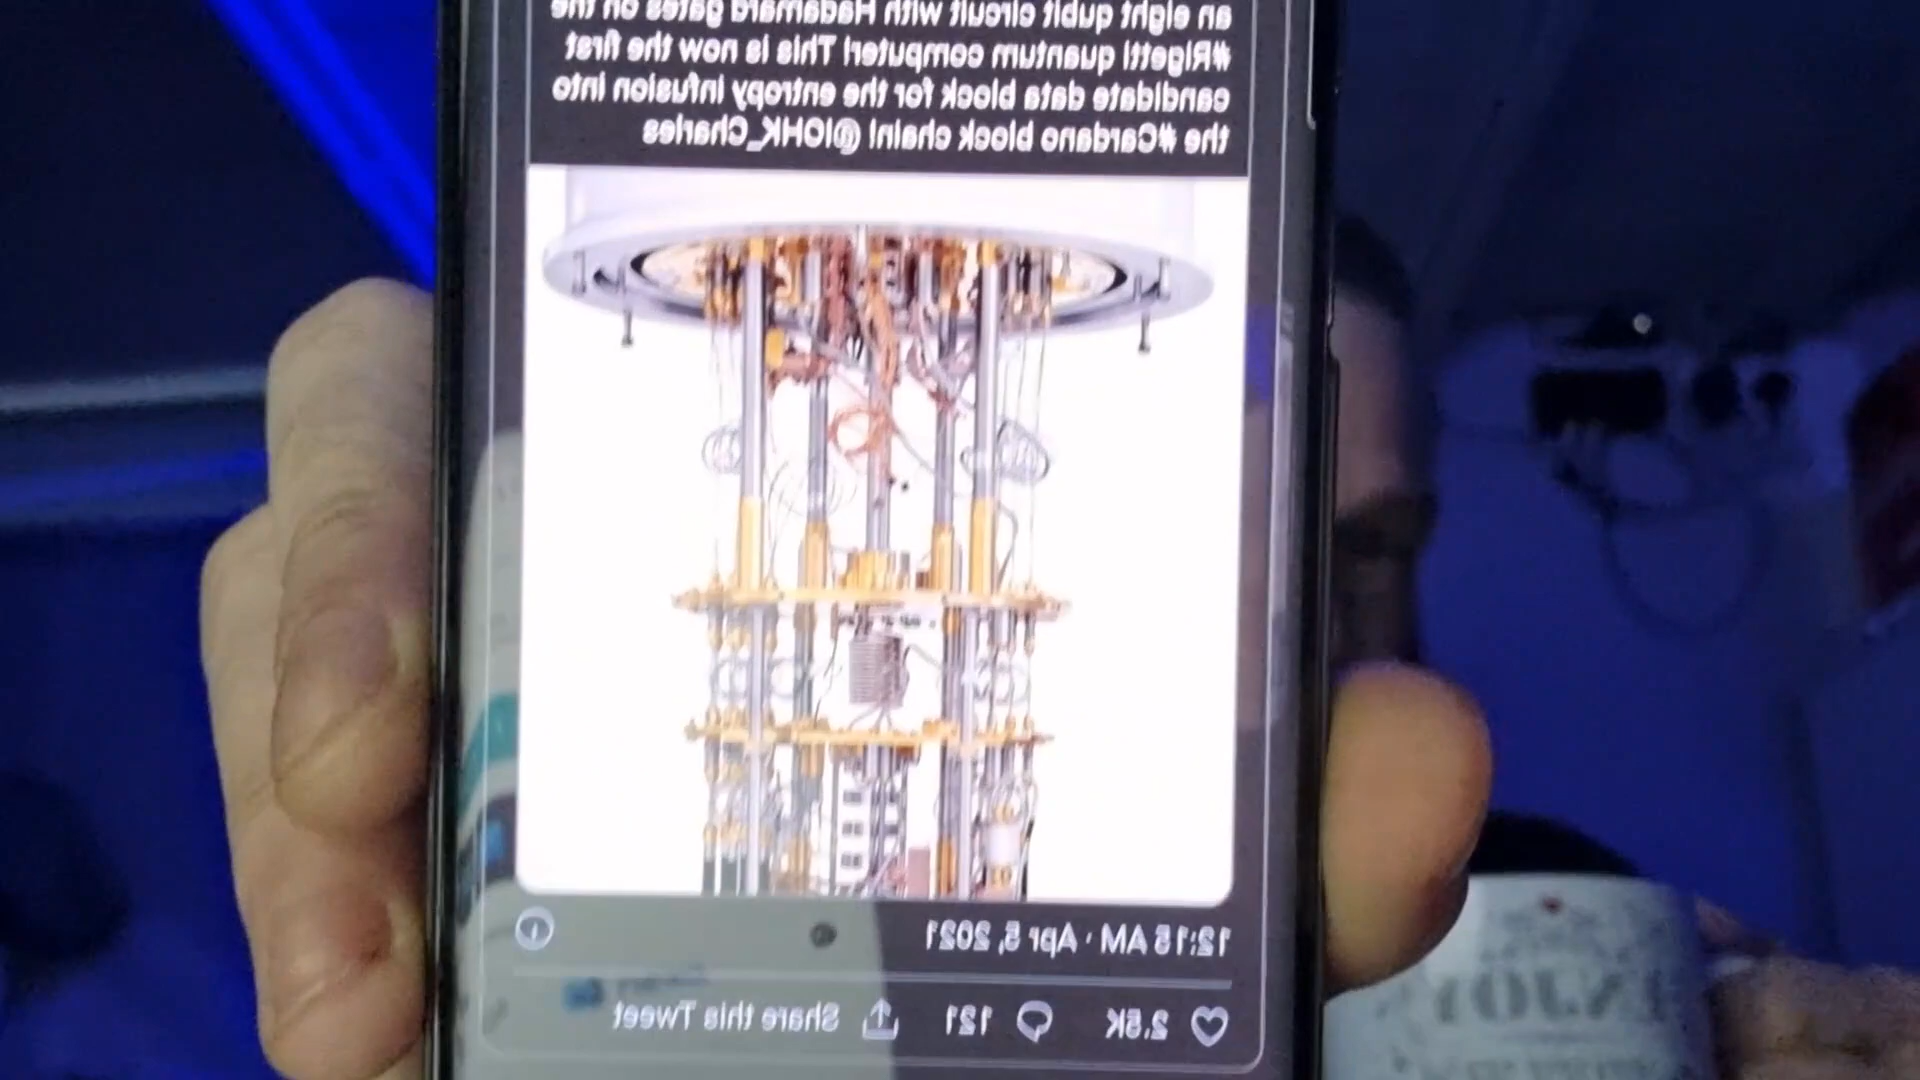 an eight qubit circuit with Hadamard gates on the
#Rigetti quantum computer! This is now the first
candidate data block for the entropy infusion into
the #Cardano block chain! @IOHK_Charles
12:15 AM · Apr 5, 2021
2.5K 121 Share this Tweet